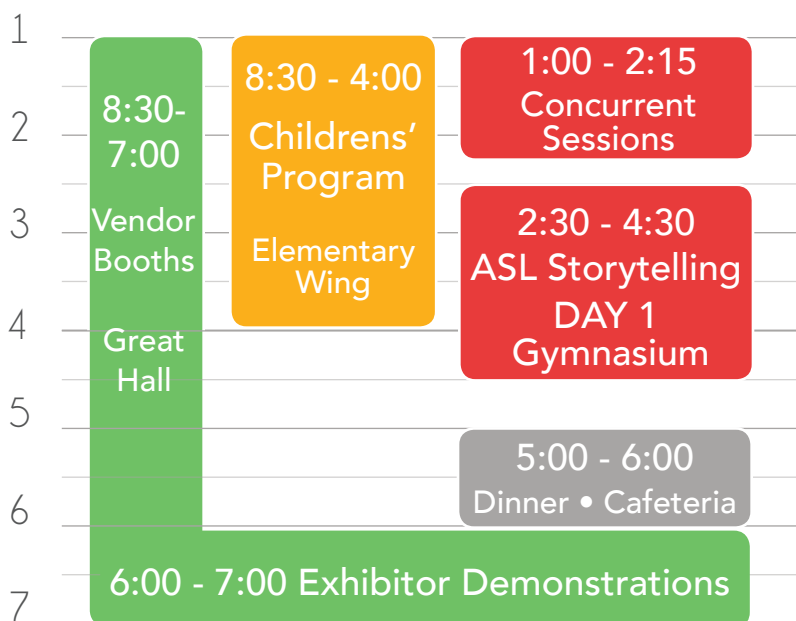 1
2
3
4
5
6
7
8:30-
7:00
Vendor
Booths
Great
Hall
8:30 - 4:00
Childrens’
Program
Elementary
Wing
1:00 - 2:15
Concurrent
Sessions
2:30 - 4:30
ASL Storytelling
DAY 1
Gymnasium
5:00 - 6:00
Dinner • Cafeteria
6:00 - 7:00 Exhibitor Demonstrations